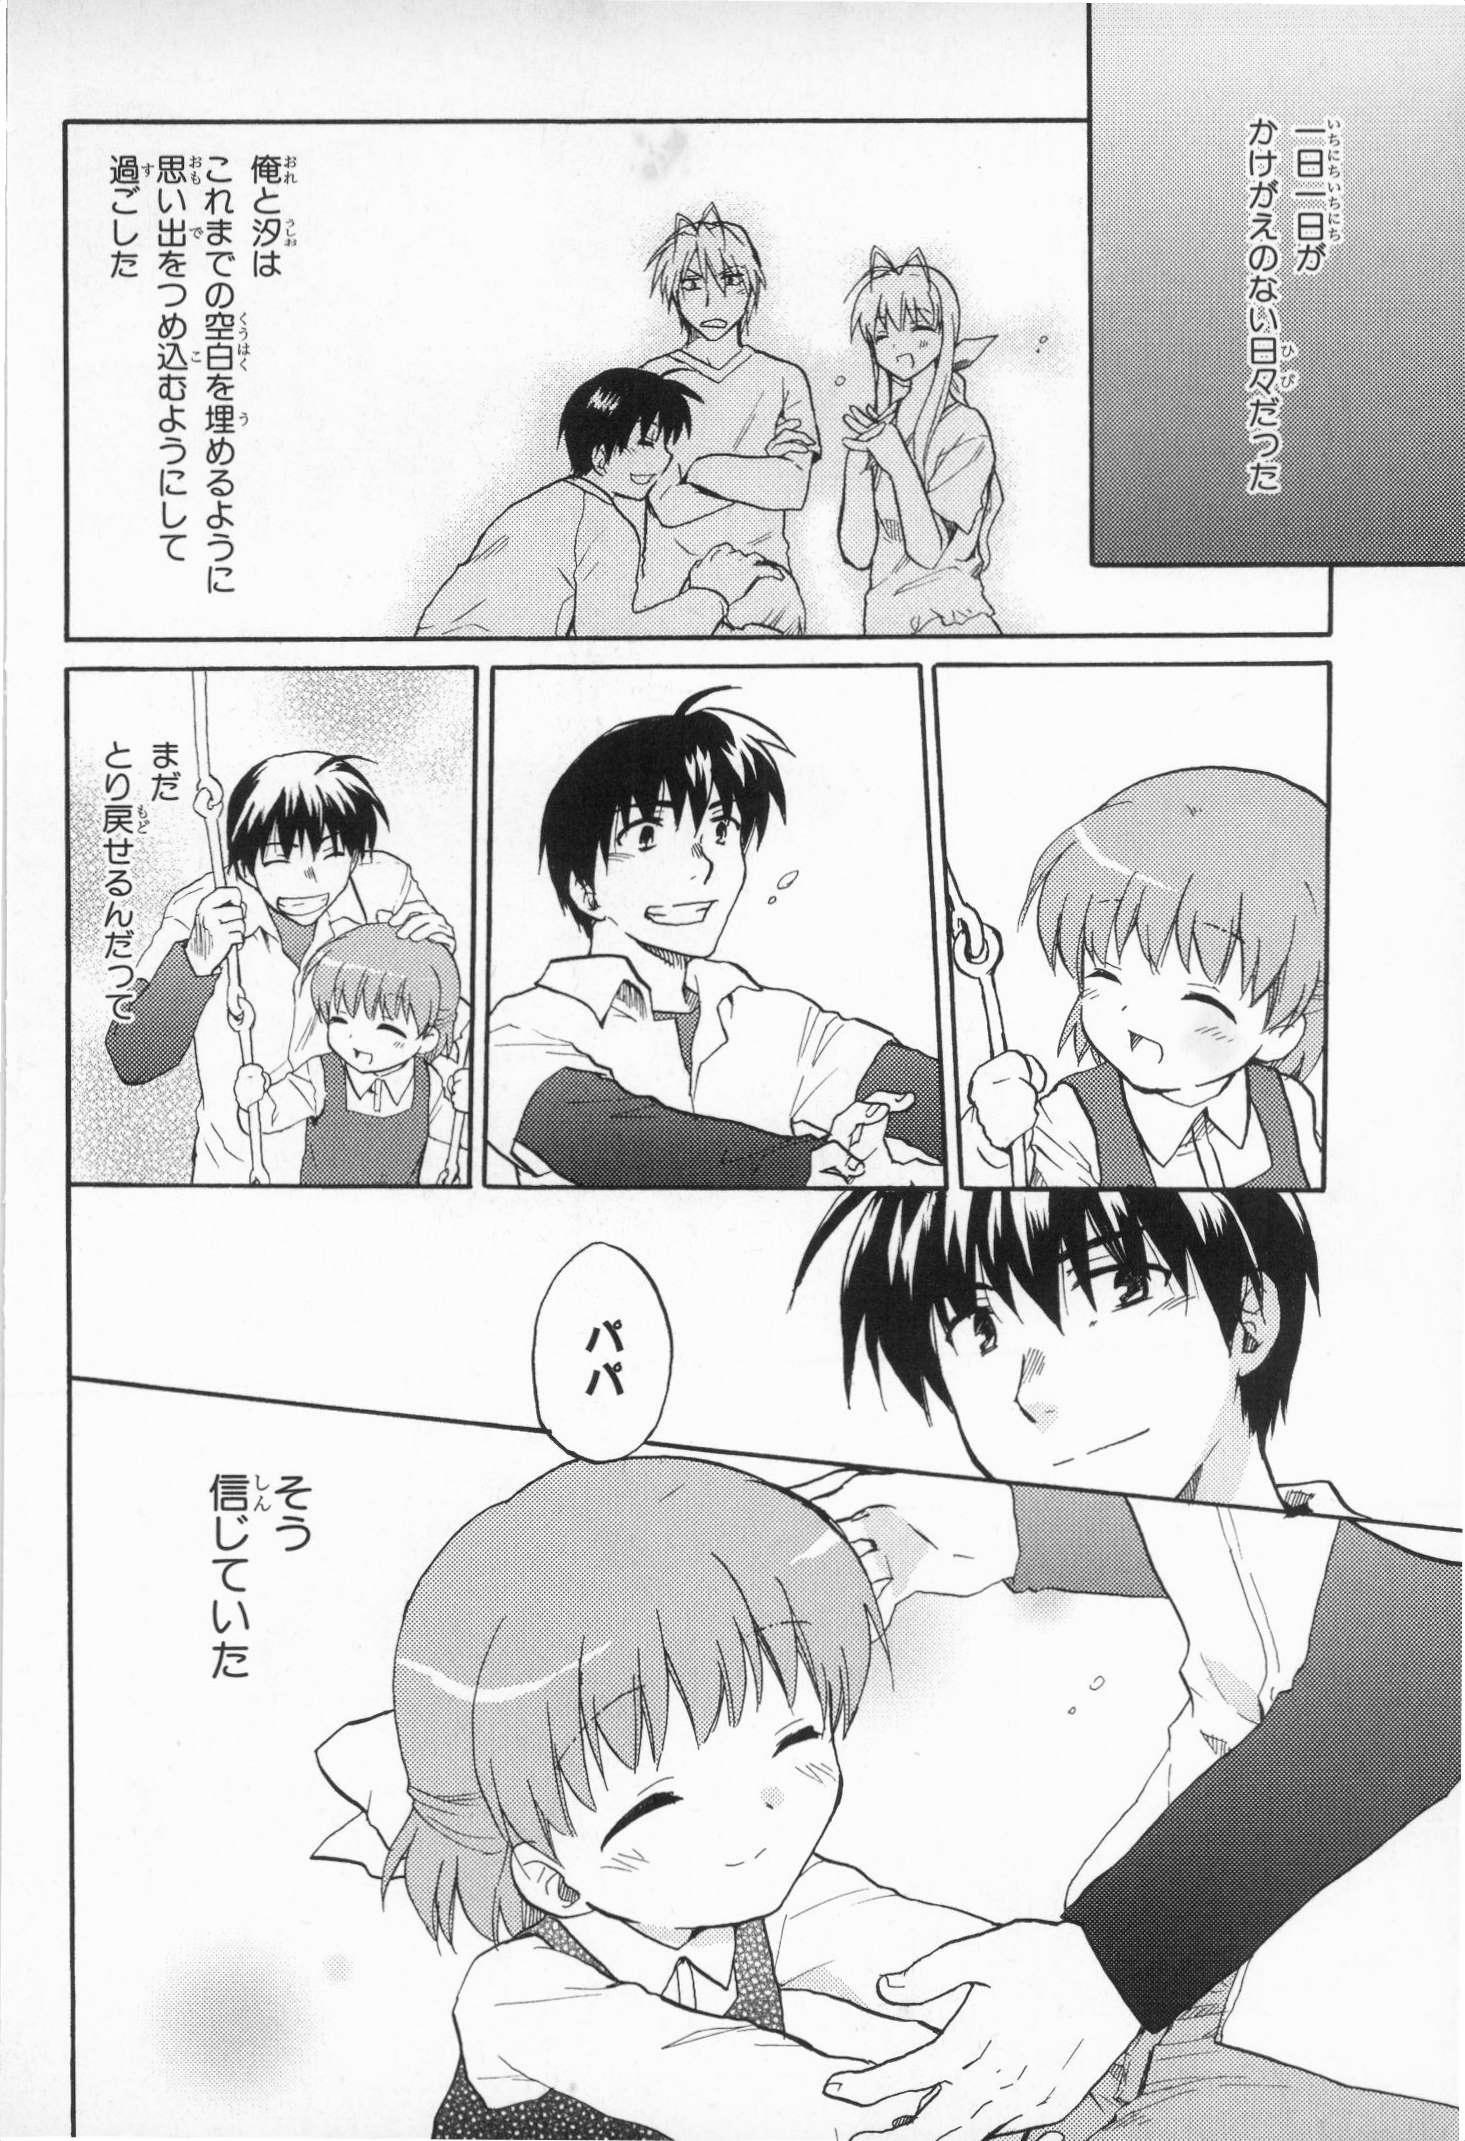 一日一日が
かけがえのない日々だった
俺と汐は
これまでの空白を埋めるように
思い出をつめ込むようにして
過ごした
まだ
とり戻せるんだって
パパ
そう
信じていた